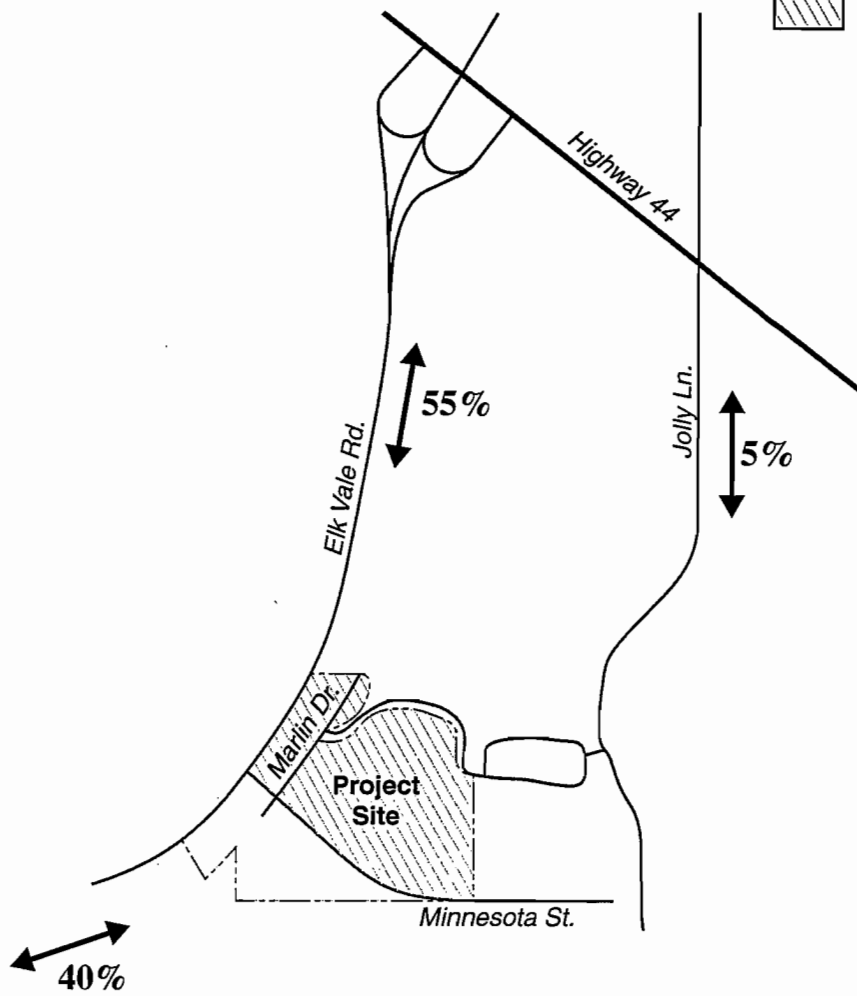 Highway 44
55%
Jolly Ln.
5%
Elk Vale Rd.
Marlin Dr.
Project
Site
Minnesota St.
40%